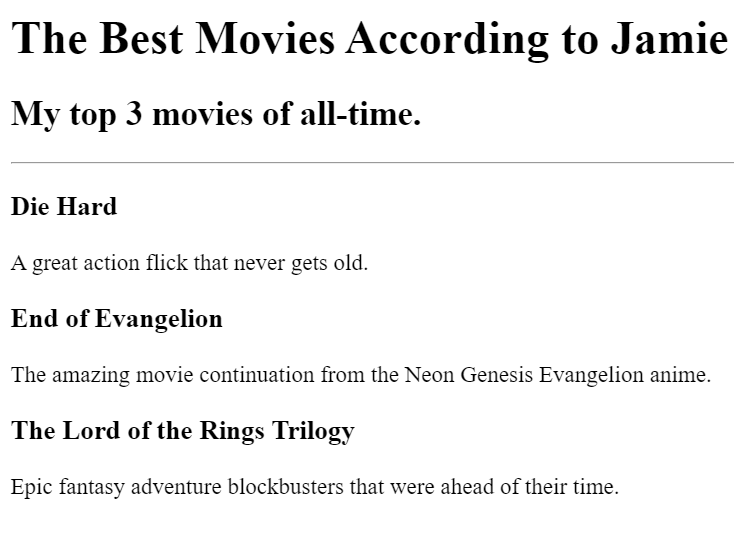 The Best Movies According to Jamie
My top 3 movies of all-time.
Die Hard
A great action flick that never gets old.
End of Evangelion
The amazing movie continuation from the Neon Genesis Evangelion anime.
The Lord of the Rings Trilogy
Epic fantasy adventure blockbusters that were ahead of their time.